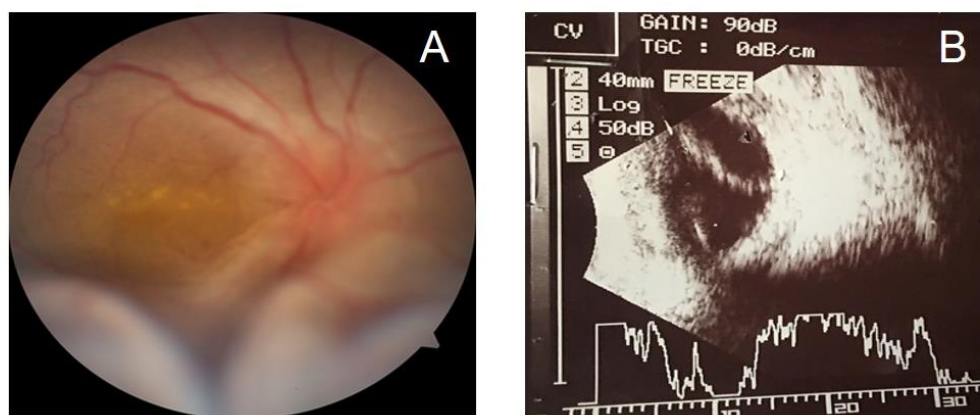 A
B
CV
GAIN: 90dB
TGC : 0dB/cm
2 40mm FREEZE
3 Log
4 50dB
5
10
20
30